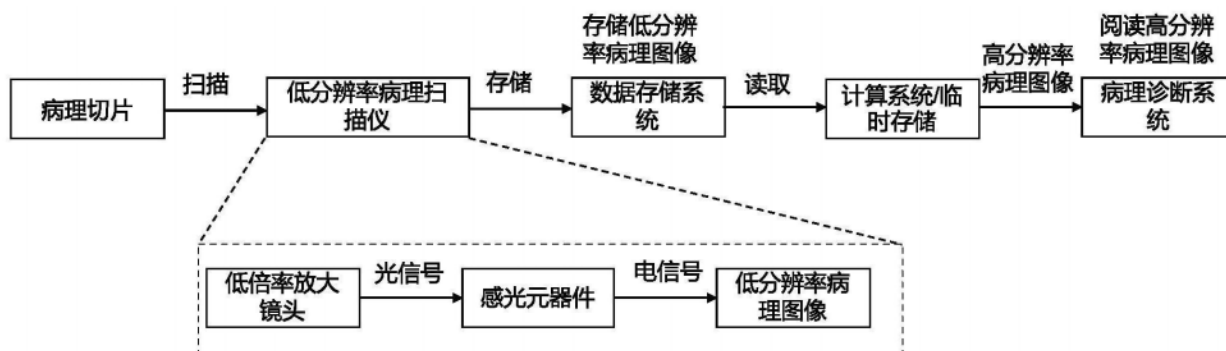 存储低分辨
率病理图像
阅读高分辨
率病理图像
扫描
存储
读取
高分辨率
病理图像
病理切片
低分辨率病理扫
描仪
数据存储系
统
计算系统/临
时存储
病理诊断系
统
光信号
电信号
低倍率放大
镜头
感光元器件
低分辨率病
理图像